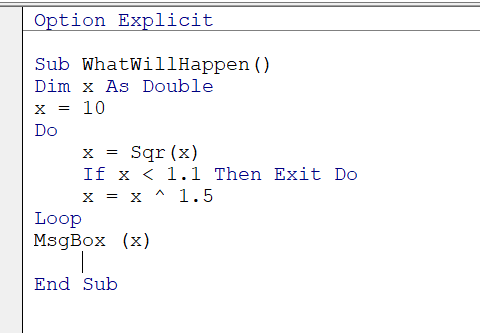 Option Explicit
Sub WhatWillHappen()
Dim x As Double
x = 10
Do
x = Sqr(x)
If x < 1.1 Then Exit Do
x = x ^ 1.5
Loop
MsgBox (x)
End Sub